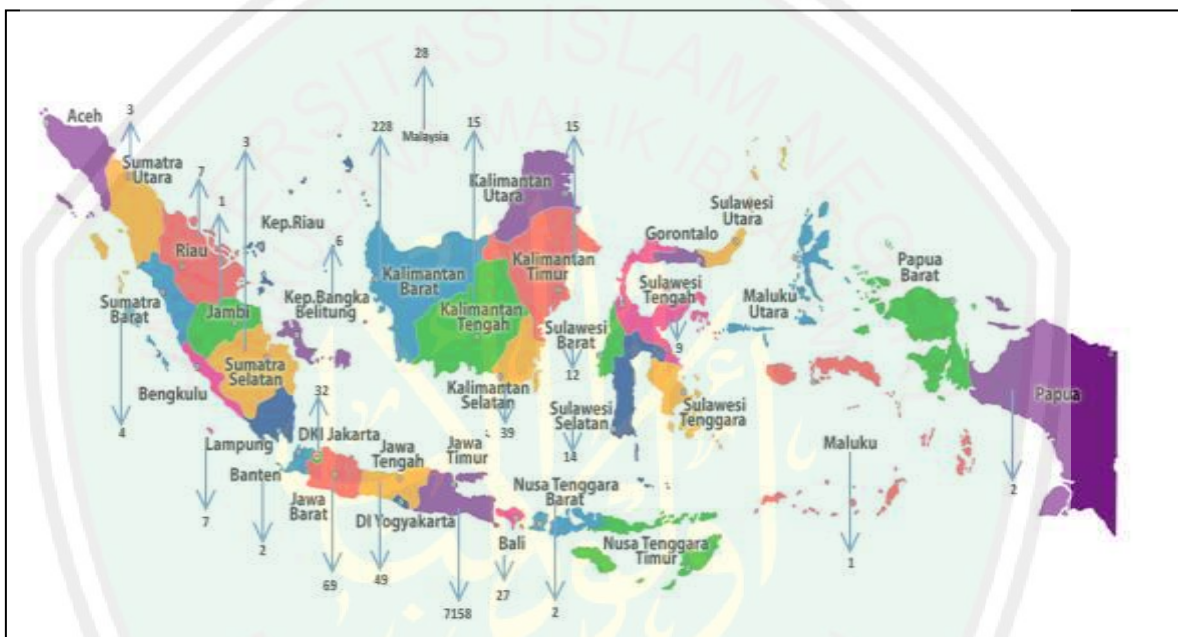 28
Malaysia
Aceh
3
Sumatra
Utara
3
7
1
228
15
15
Kalimantan
Utara
Kep.Riau
Riau
6
Sumatra
Barat
Jambi
Kep.Bangka
Belitung
Kalimantan
Barat
Kalimantan
Tengah
Kalimantan
Timur
Gorontalo
Sulawesi
Utara
Sulawesi
Tengah
Maluku
Utara
Papua
Barat
Sumatra
Selatan
Bengkulu
4
32
Kalimantan
Selatan
39
Sulawesi
Barat
12
9
Sulawesi
Selatan
14
Sulawesi
Tenggara
Papua
Lampung
DKI Jakarta
Banten
Jawa
Tengah
Jawa
Timur
Maluku
7
2
Jawa
Barat
DI Yogyakarta
Bali
Nusa Tenggara
Barat
Nusa Tenggara
Timur
69
49
7158
27
2
1
2